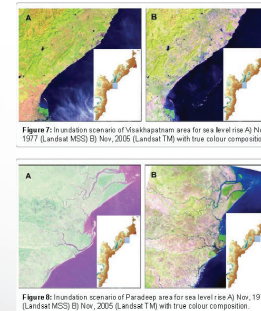 A
B
Figure 7: Inundation scenario of Visakhapatnam area for sea level rise A)
1977 (Landsat MSS) B) Nov, 2005 (Landsat TM) with true colour
A
B
Figure 8: Inundation scenario of Paradeep area for sea level rise A) Nov,
(Landsat MSS) B) Nov, 2005 (Landsat TM) with true colour composition.